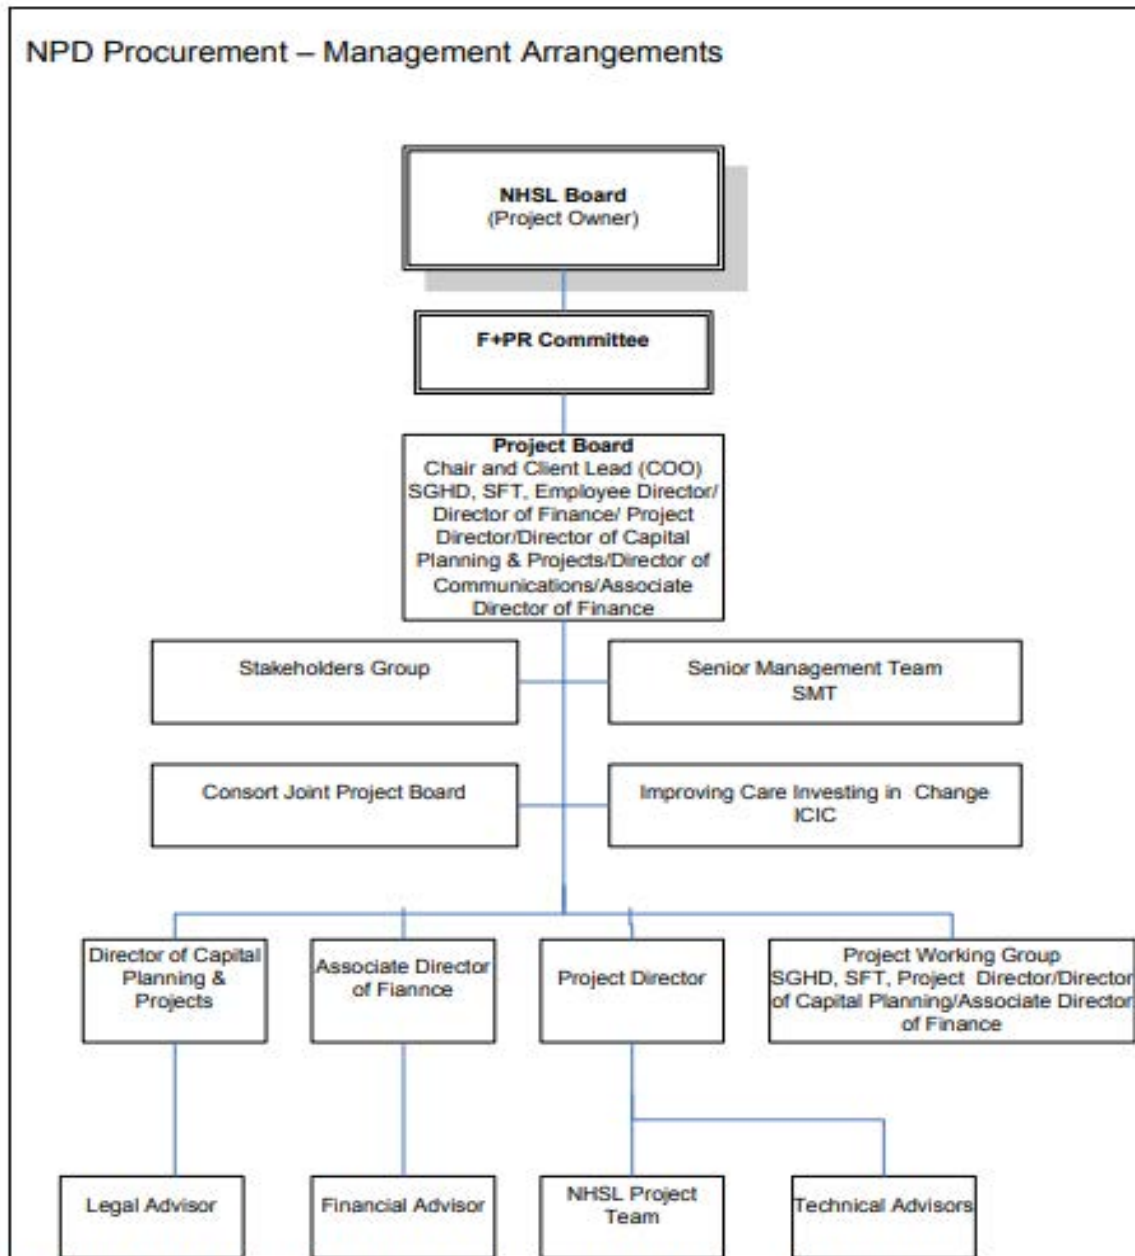 NPD Procurement – Management Arrangements
NHSL Board
(Project Owner)
F+PR Committee
Project Board
Chair and Client Lead (COO)
SGHD, SFT, Employee Director/
Director of Finance/ Project
Director/Director of Capital
Planning & Projects/Director of
Communications/Associate
Director of Finance
Stakeholders Group
Senior Management Team
SMT
Consort Joint Project Board
Improving Care Investing in Change
ICIC
Director of Capital
Planning &
Projects
Associate Director
of Fiannce
Project Director
Project Working Group
SGHD, SFT, Project Director/Director
of Capital Planning/Associate Director
of Finance
Legal Advisor
Financial Advisor
NHSL Project
Team
Technical Advisors